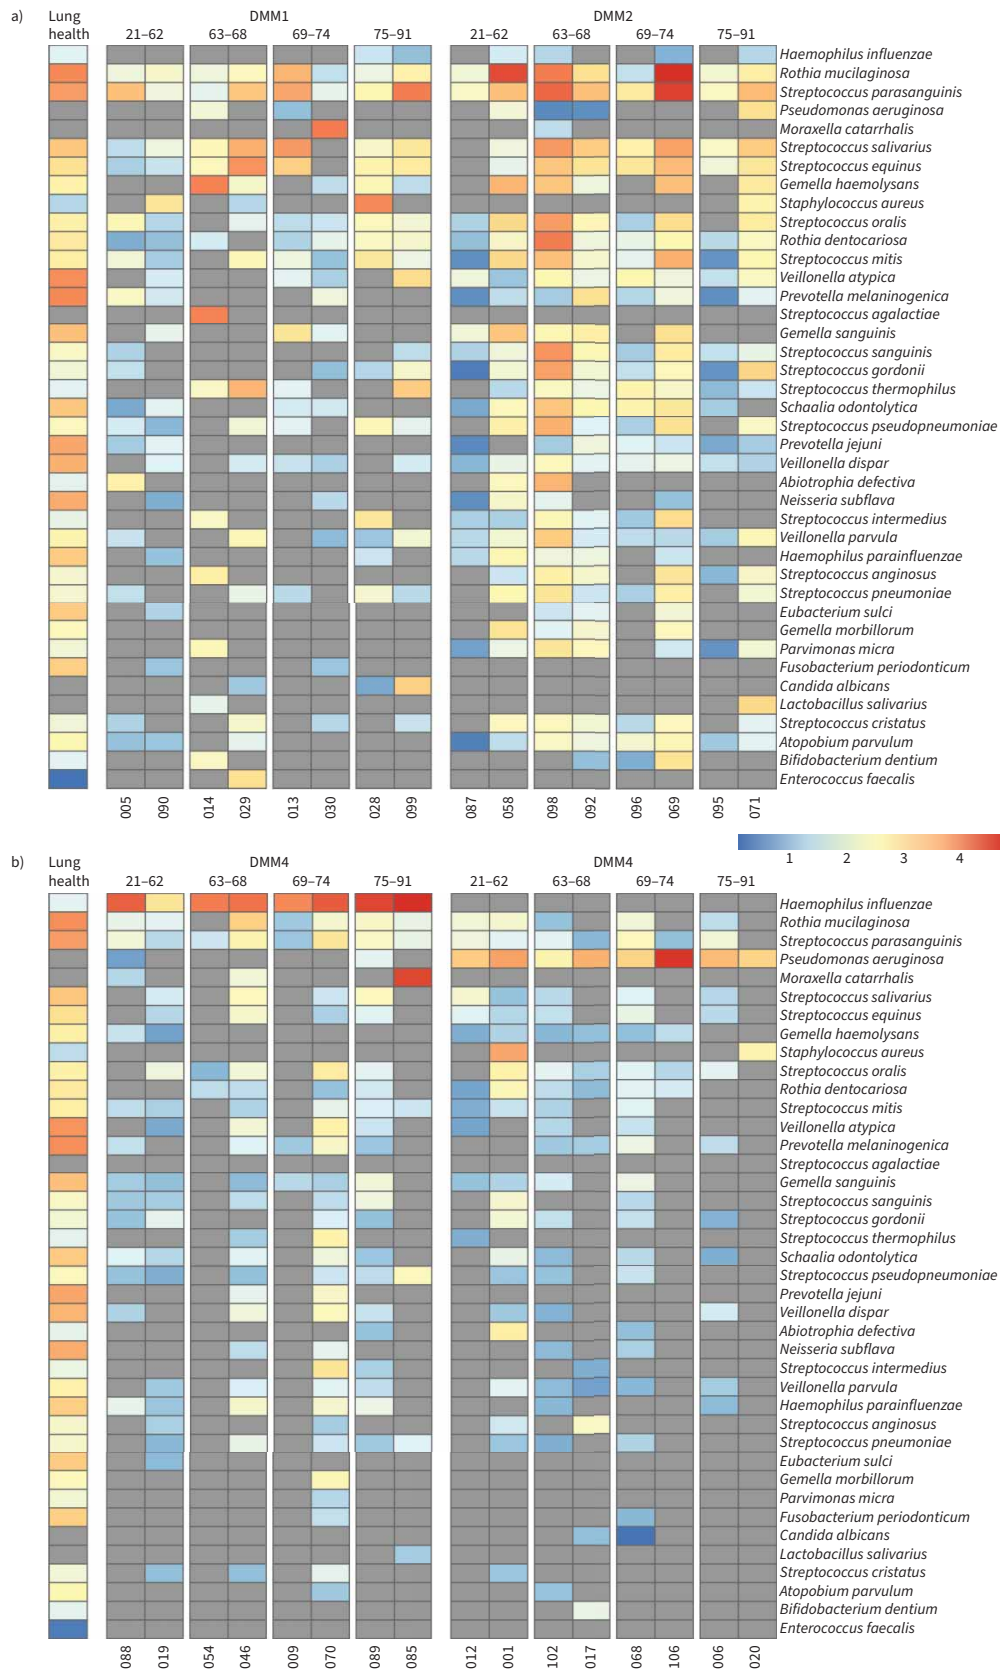 a) Lung health DMM1 DMM2
21–62 63–68 69–74 75–91 21–62 63–68 69–74 75–91
Haemophilus influenzae
Rothia mucilaginosa
Streptococcus parasanguinis
Pseudomonas aeruginosa
Moraxella catarrhalis
Streptococcus salivarius
Streptococcus equinus
Gemella haemolysans
Staphylococcus aureus
Streptococcus oralis
Rothia dentocariosa
Streptococcus mitis
Veillonella atypica
Prevotella melaninogenica
Streptococcus agalactiae
Gemella sanguinis
Streptococcus sanguinis
Streptococcus gordonii
Streptococcus thermophilus
Schaalia odontolytica
Streptococcus pseudopneumoniae
Prevotella jejuni
Veillonella dispar
Abiotrophia defectiva
Neisseria subflava
Streptococcus intermedius
Veillonella parvula
Haemophilus parainfluenzae
Streptococcus anginosus
Streptococcus pneumoniae
Eubacterium sulci
Gemella morbillorum
Parvimonas micra
Fusobacterium periodonticum
Candida albicans
Lactobacillus salivarius
Streptococcus cristatus
Atopobium parvulum
Bifidobacterium dentium
Enterococcus faecalis
005 090 014 029 013 030 028 099 087 058 098 092 096 069 095 071
1 2 3 4
b) Lung health DMM4 DMM4
21–62 63–68 69–74 75–91 21–62 63–68 69–74 75–91
Haemophilus influenzae
Rothia mucilaginosa
Streptococcus parasanguinis
Pseudomonas aeruginosa
Moraxella catarrhalis
Streptococcus salivarius
Streptococcus equinus
Gemella haemolysans
Staphylococcus aureus
Streptococcus oralis
Rothia dentocariosa
Streptococcus mitis
Veillonella atypica
Prevotella melaninogenica
Streptococcus agalactiae
Gemella sanguinis
Streptococcus sanguinis
Streptococcus gordonii
Streptococcus thermophilus
Schaalia odontolytica
Streptococcus pseudopneumoniae
Prevotella jejuni
Veillonella dispar
Abiotrophia defectiva
Neisseria subflava
Streptococcus intermedius
Veillonella parvula
Haemophilus parainfluenzae
Streptococcus anginosus
Streptococcus pneumoniae
Eubacterium sulci
Gemella morbillorum
Parvimonas micra
Fusobacterium periodonticum
Candida albicans
Lactobacillus salivarius
Streptococcus cristatus
Atopobium parvulum
Bifidobacterium dentium
Enterococcus faecalis
088 019 054 046 009 070 089 085 012 001 102 017 068 106 006 020